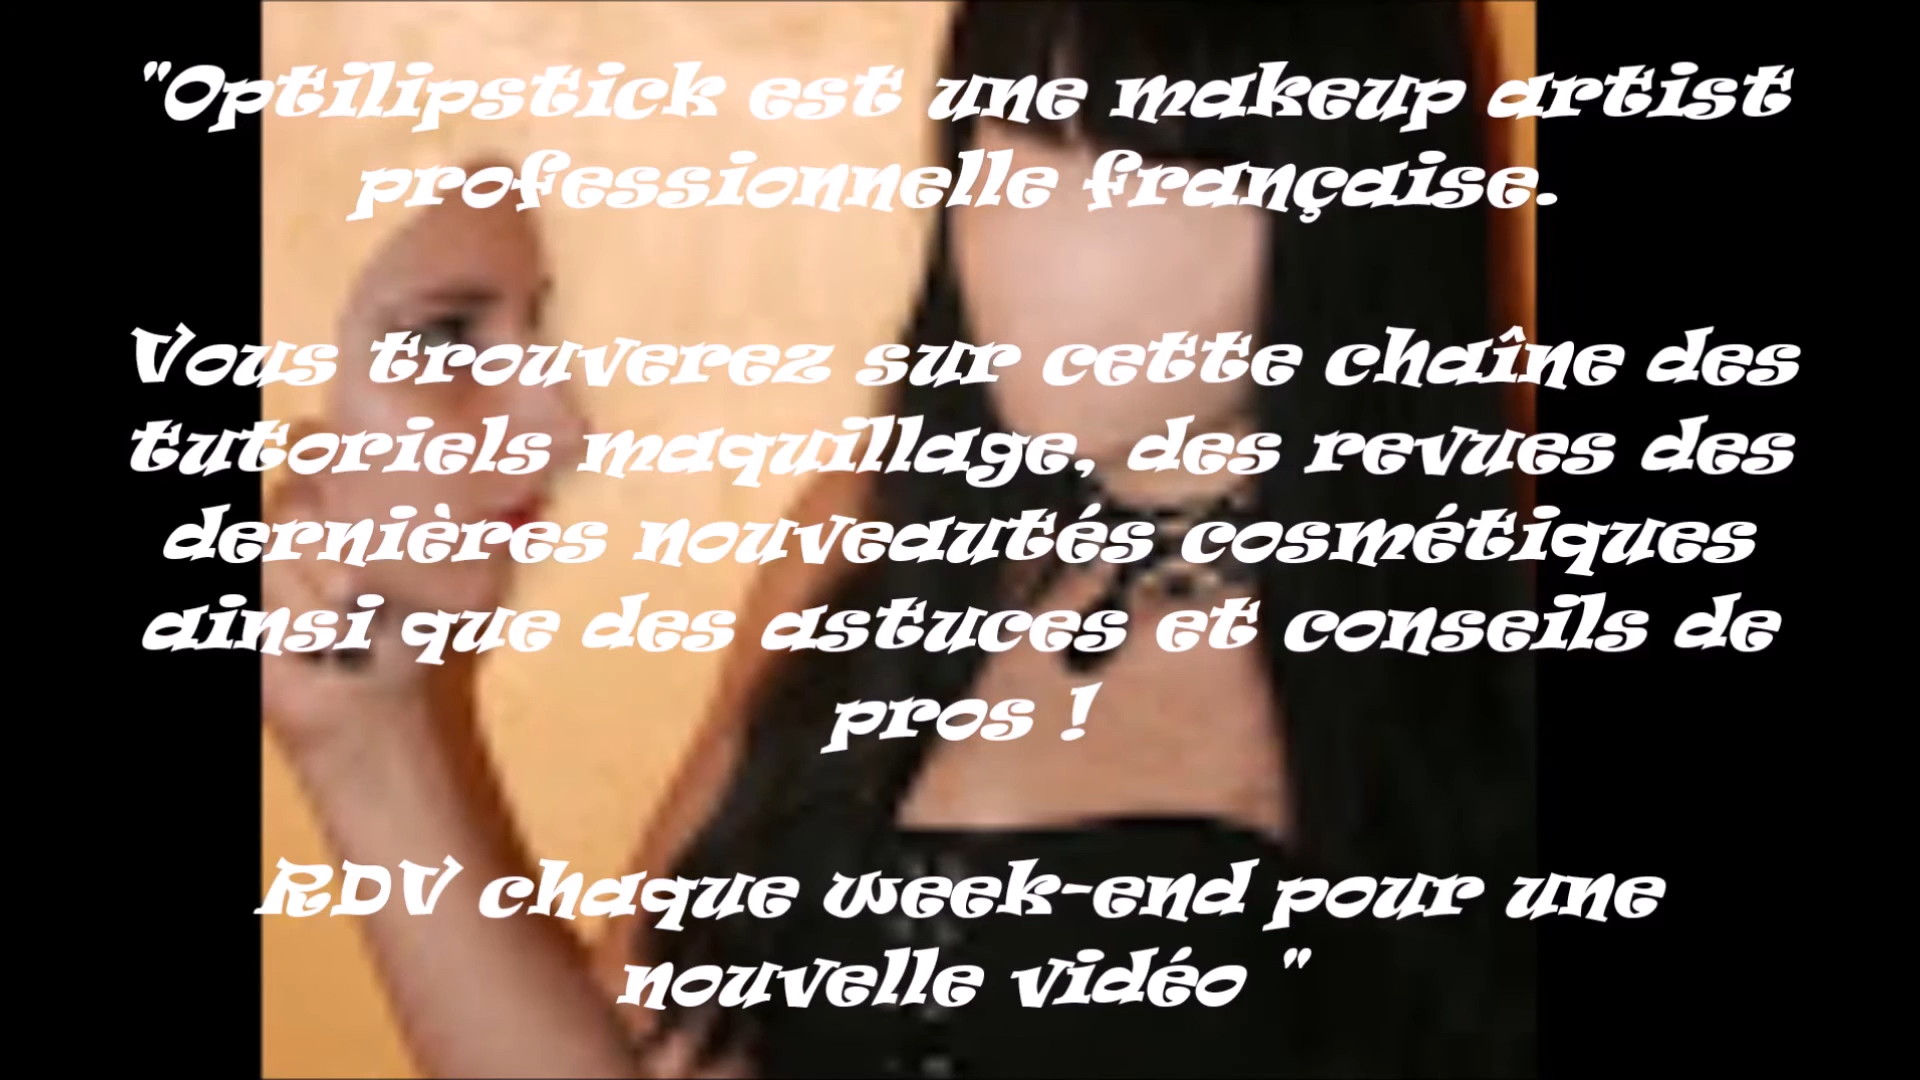 "Optilipstick est une makeup artist
professionnelle française.
Vous trouverez sur cette chaîne des
tutoriels maquillage, des revues des
dernières nouveautés cosmétiques
ainsi que des astuces et conseils de
pros !
RDV chaque week-end pour une
nouvelle vidéo "